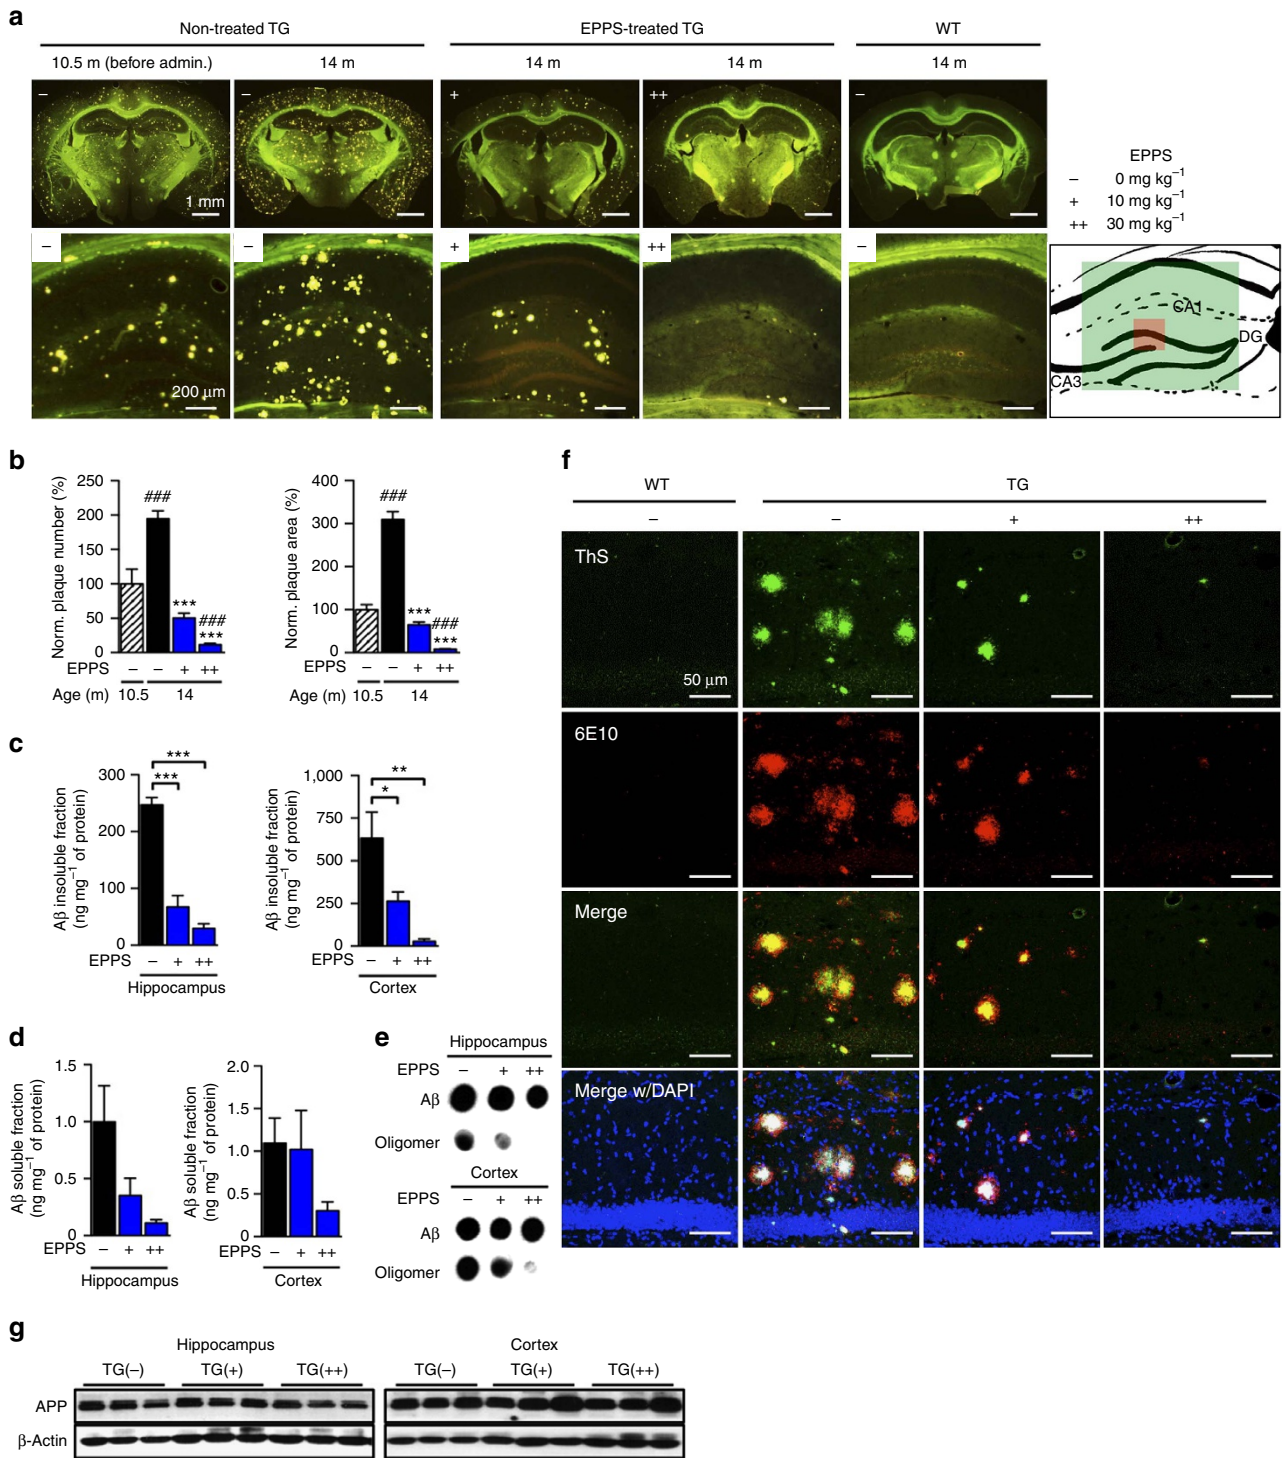 a
Non-treated TG EPPS-treated TG WT
10.5 m (before admin.) 14 m 14 m 14 m 14 m
– – + ++ –
1 mm
EPPS
– 0 mg kg⁻¹
+ 10 mg kg⁻¹
++ 30 mg kg⁻¹
– – + ++ –
200 µm
CA1
DG
CA3
b
Norm. plaque number (%)
250
200
150
100
50
0
###
***
###
***
EPPS – – + ++
Age (m) 10.5 14
Norm. plaque area (%)
400
300
200
100
0
###
***
###
***
– – + ++
10.5 14
c
Aβ insoluble fraction
(ng mg⁻¹ of protein)
300
200
100
0
***
***
EPPS – + ++
Hippocampus
Aβ insoluble fraction
(ng mg⁻¹ of protein)
1,000
750
500
250
0
**
*
EPPS – + ++
Cortex
d
Aβ soluble fraction
(ng mg⁻¹ of protein)
1.5
1.0
0.5
0
EPPS – + ++
Hippocampus
Aβ soluble fraction
(ng mg⁻¹ of protein)
2.0
1.5
1.0
0.5
0
EPPS – + ++
Cortex
e
Hippocampus
EPPS – + ++
Aβ
Oligomer
Cortex
EPPS – + ++
Aβ
Oligomer
f
WT TG
– – + ++
ThS
50 µm
6E10
Merge
Merge w/DAPI
g
Hippocampus Cortex
TG(–) TG(+) TG(++) TG(–) TG(+) TG(++)
APP
β-Actin